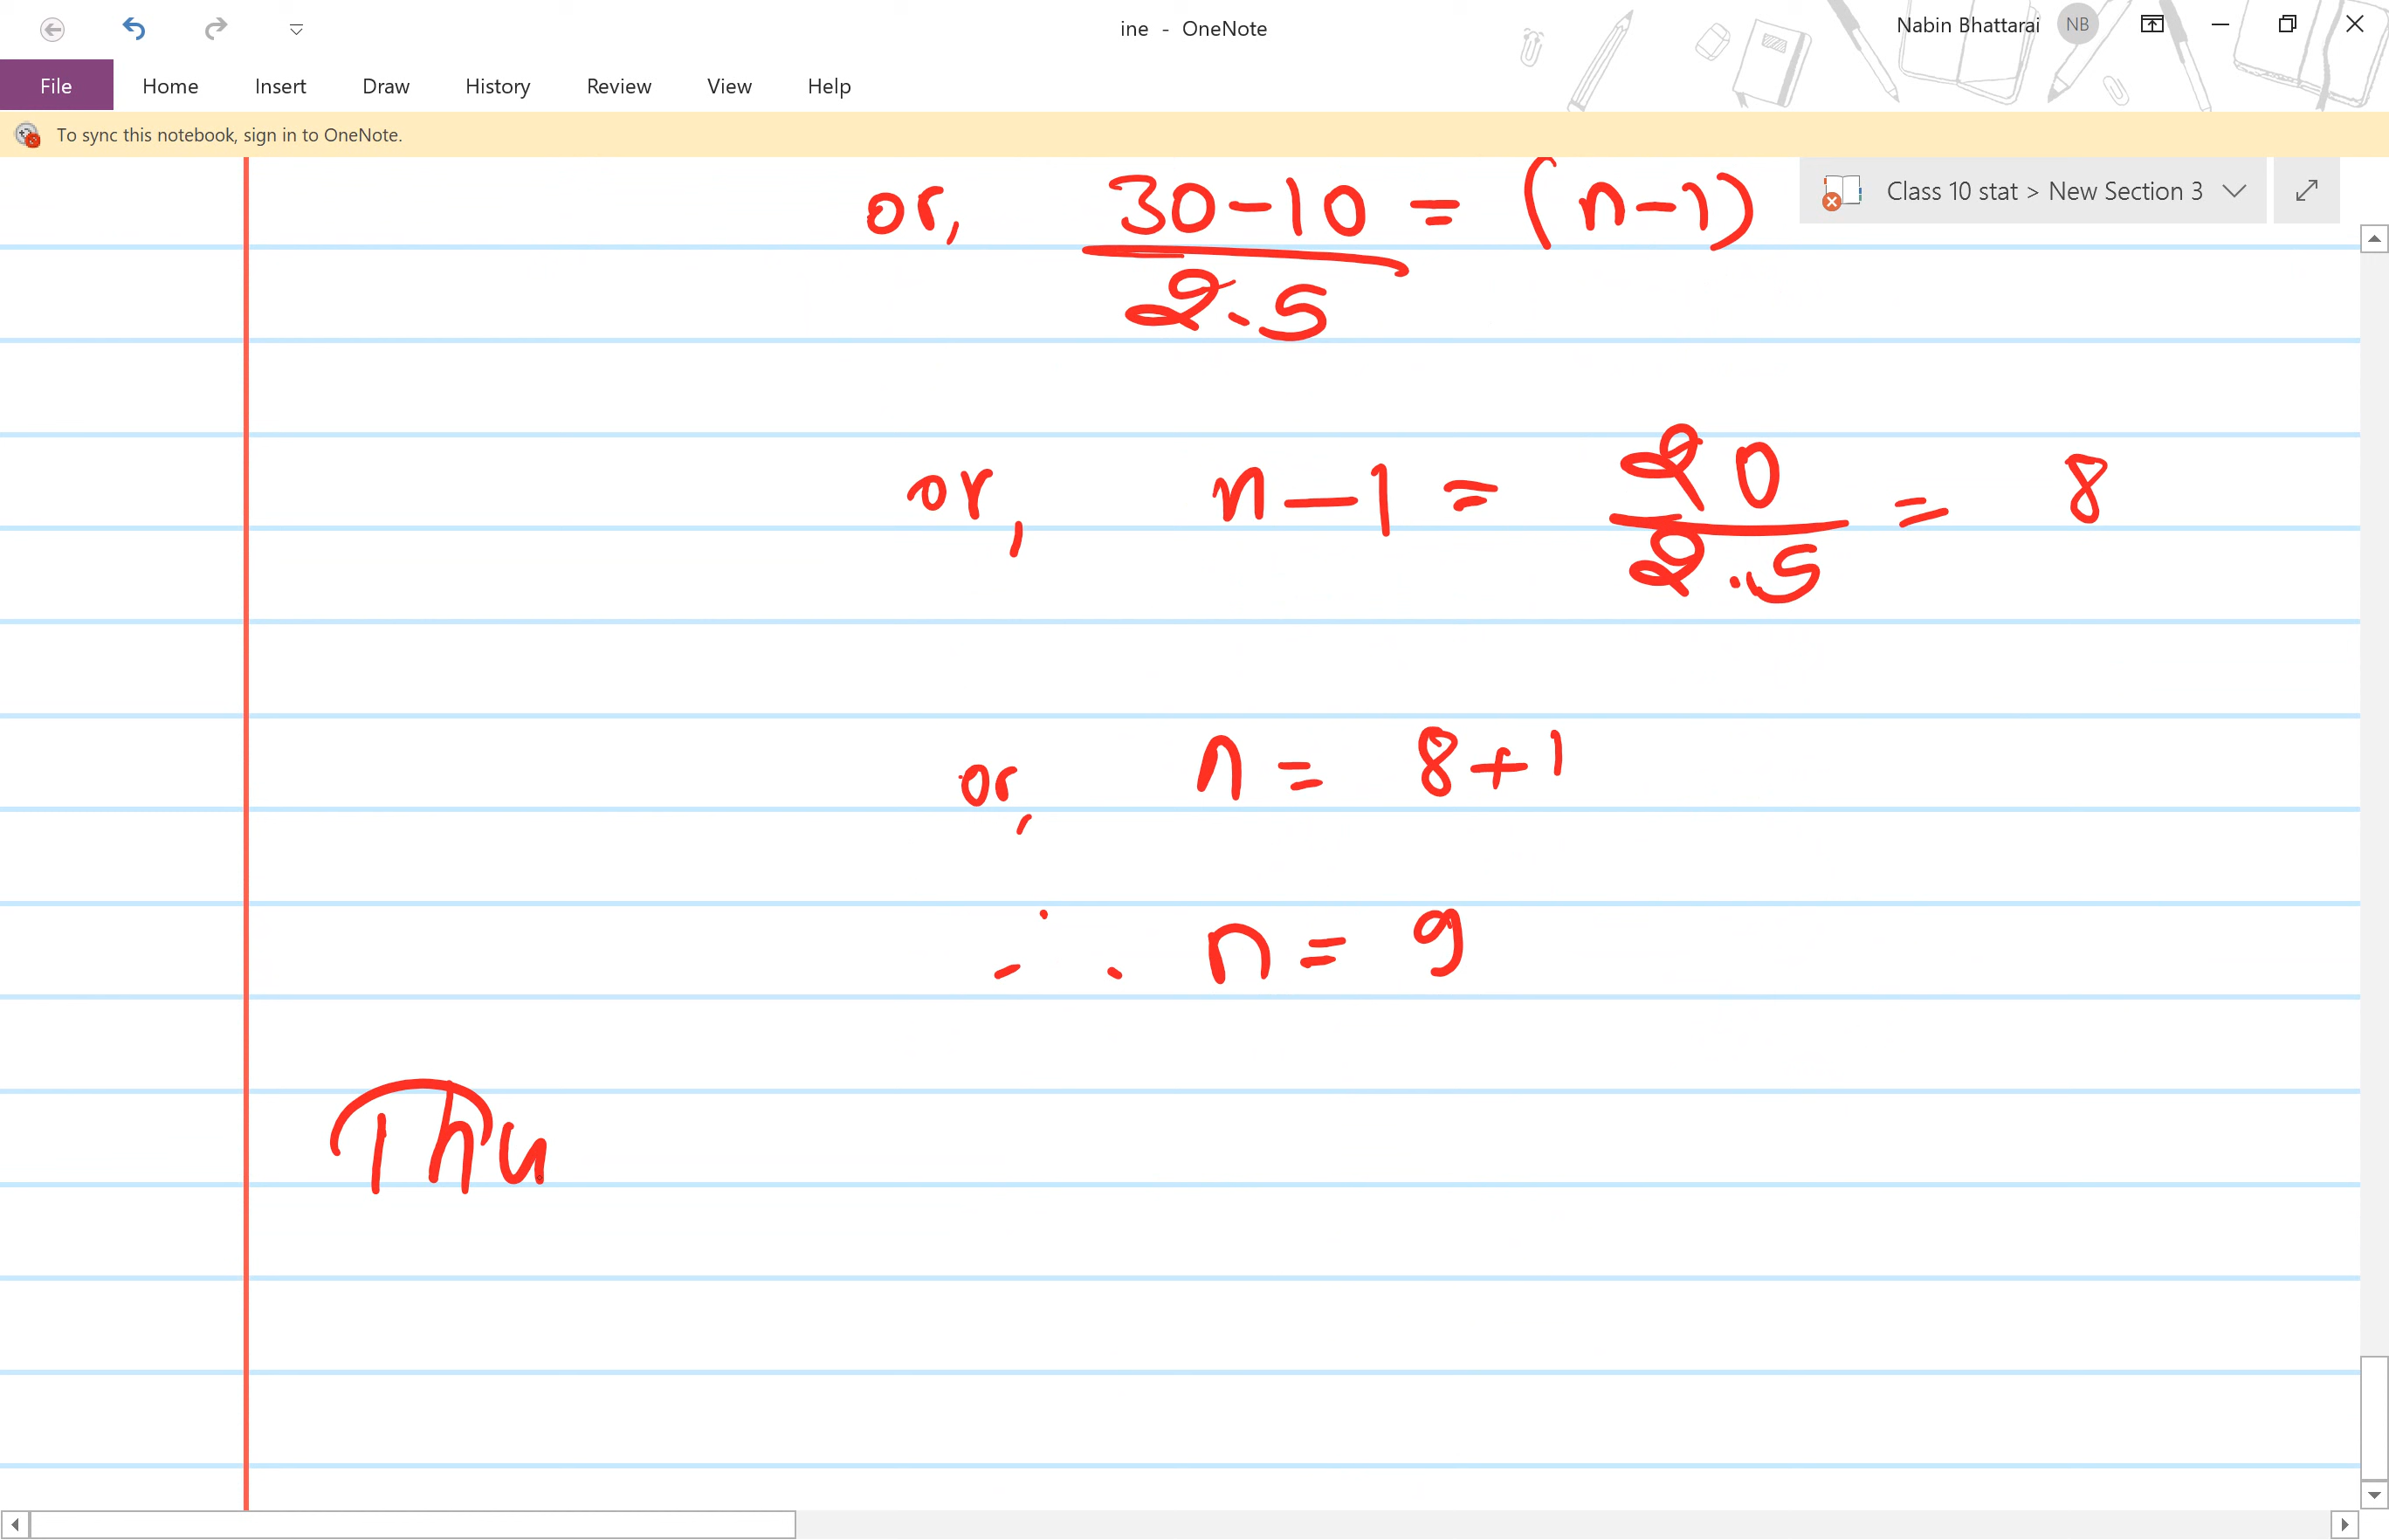 ine - OneNote
Nabin Bhattarai NB
File Home Insert Draw History Review View Help
To sync this notebook, sign in to OneNote.
Class 10 stat > New Section 3
or, 30-10 = (n-1)
2.5
or, n-1 = 20 = 8
2.5
or, n = 8+1
∴ n = 9
Thu